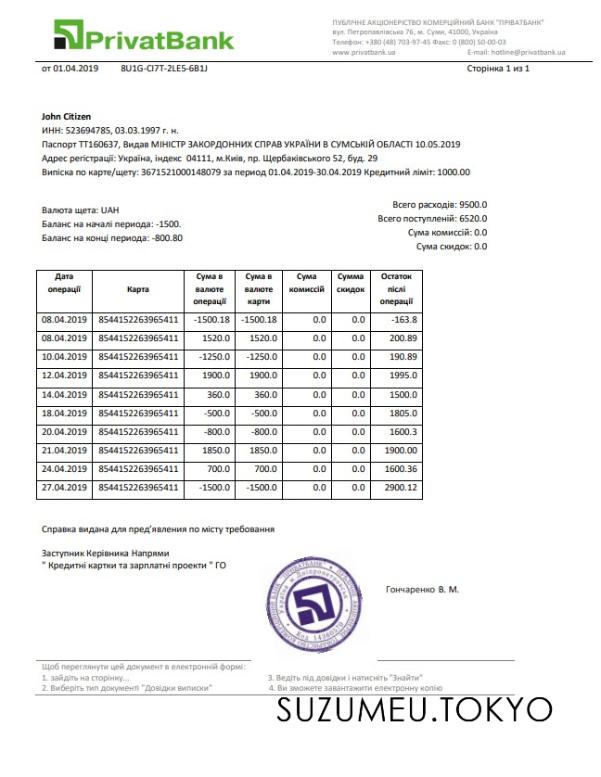 PrivatBank
ПУБЛІЧНЕ АКЦІОНЕРІСТВО КОМЕРЦІЙНИЙ БАНК "ПРІВАТБАНК"
вул. Петропавлівська 76, м. Суми, 41000, Україна
Телефон: +380 (48) 703-97-45 Факс: 0 (800) 50-00-03
www.privatbank.ua E-mail: hotline@privatbank.ua
от 01.04.2019 8U1G-CI7T-2LE5-6B1J Сторінка 1 из 1
John Citizen
ИНН: 523694785, 03.03.1997 г. н.
Паспорт ТТ160637, Видав МІНІСТР ЗАКОРДОННИХ СПРАВ УКРАЇНИ В СУМСЬКІЙ ОБЛАСТІ 10.05.2019
Адрес регістрації: Україна, індекс 04111, м.Київ, пр. Щербаківського 52, буд. 29
Випіска по карте/щету: 3671521000148079 за период 01.04.2019-30.04.2019 Кредитний ліміт: 1000.00
Валюта щета: UAH
Баланс на началі периода: -1500.
Баланс на конці периода: -800.80
Всего расходів: 9500.0
Всего поступленій: 6520.0
Сума комиссій: 0.0
Сума скидок: 0.0
Дата операції Карта Сума в валюте операції Сума в валюте карти Сума комиссій Сумма скидок Остаток після операції
08.04.2019 8544152263965411 -1500.18 -1500.18 0.0 0.0 -163.8
08.04.2019 8544152263965411 1520.0 1520.0 0.0 0.0 200.89
10.04.2019 8544152263965411 -1250.0 -1250.0 0.0 0.0 190.89
12.04.2019 8544152263965411 1900.0 1900.0 0.0 0.0 1995.0
14.04.2019 8544152263965411 360.0 360.0 0.0 0.0 1500.0
18.04.2019 8544152263965411 -500.0 -500.0 0.0 0.0 1805.0
20.04.2019 8544152263965411 -800.0 -800.0 0.0 0.0 1600.3
21.04.2019 8544152263965411 1850.0 1850.0 0.0 0.0 1900.00
24.04.2019 8544152263965411 700.0 700.0 0.0 0.0 1600.36
27.04.2019 8544152263965411 -1500.0 -1500.0 0.0 0.0 2900.12
Справка видана для пред'явления по місту требования
Заступник Керівника Напрями
" Кредитні картки та зарплатні проекти " ГО
Гончаренко В. М.
Щоб переглянути цей документ в електронній формі:
1. зайдіть на сторінку... 3. Ведіть під довідки і натисніть "Знайти"
2. Виберіть тип документі "Довідки виписки" 4. Ви зможете завантажити електронну копію
SUZUMEU.TOKYO